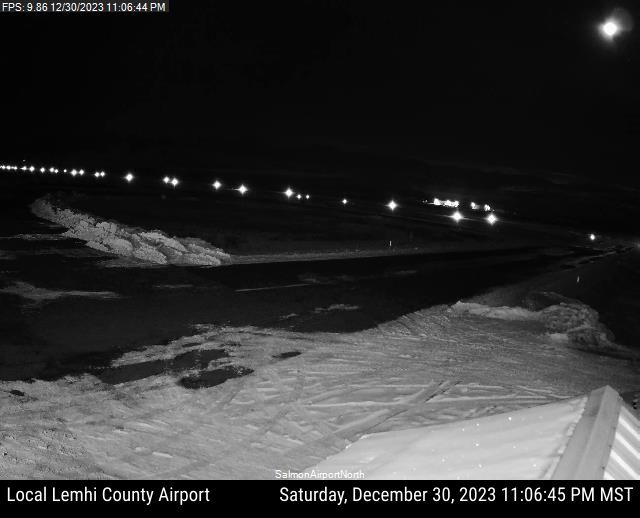 FPS: 9.86 12/30/2023 11:06:44 PM
SalmonAirportNorth
Local Lemhi County Airport Saturday, December 30, 2023 11:06:45 PM MST